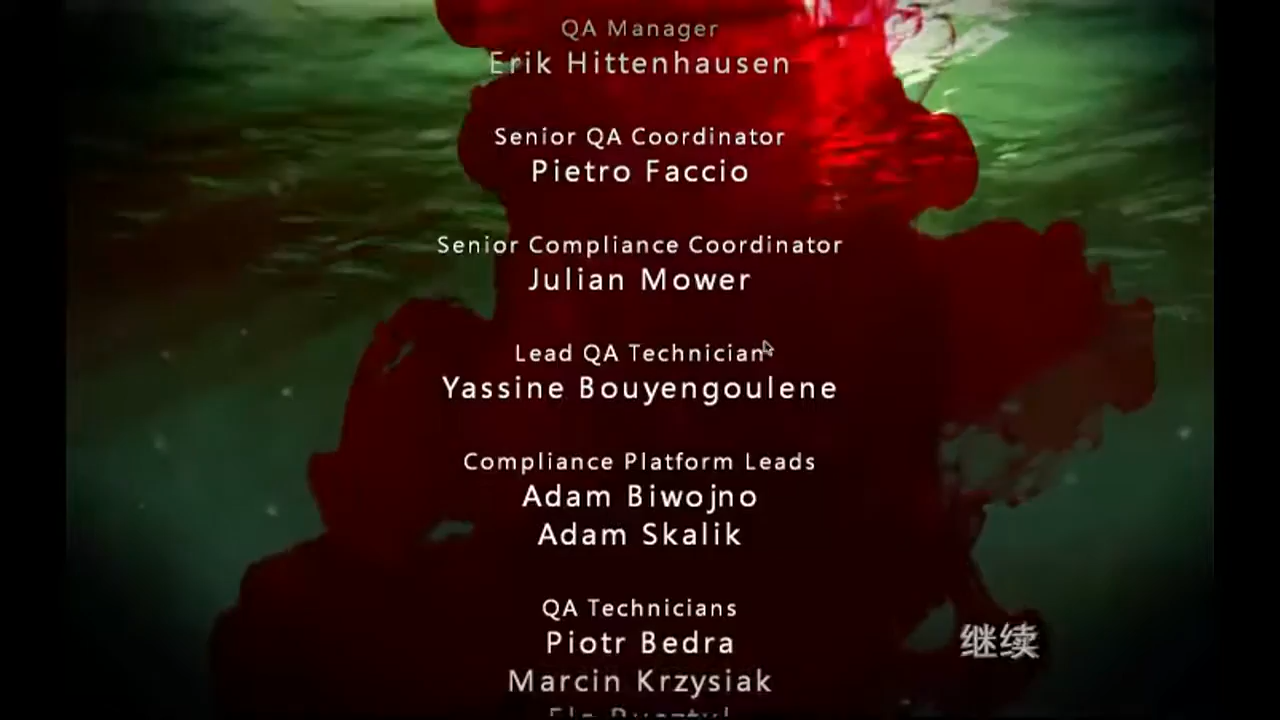 QA Manager
Erik Hittenhausen
Senior QA Coordinator
Pietro Faccio
Senior Compliance Coordinator
Julian Mower
Lead QA Technician
Yassine Bouyengoulene
Compliance Platform Leads
Adam Biwojno
Adam Skalik
QA Technicians
Piotr Bedra
继续
Marcin Krzysiak